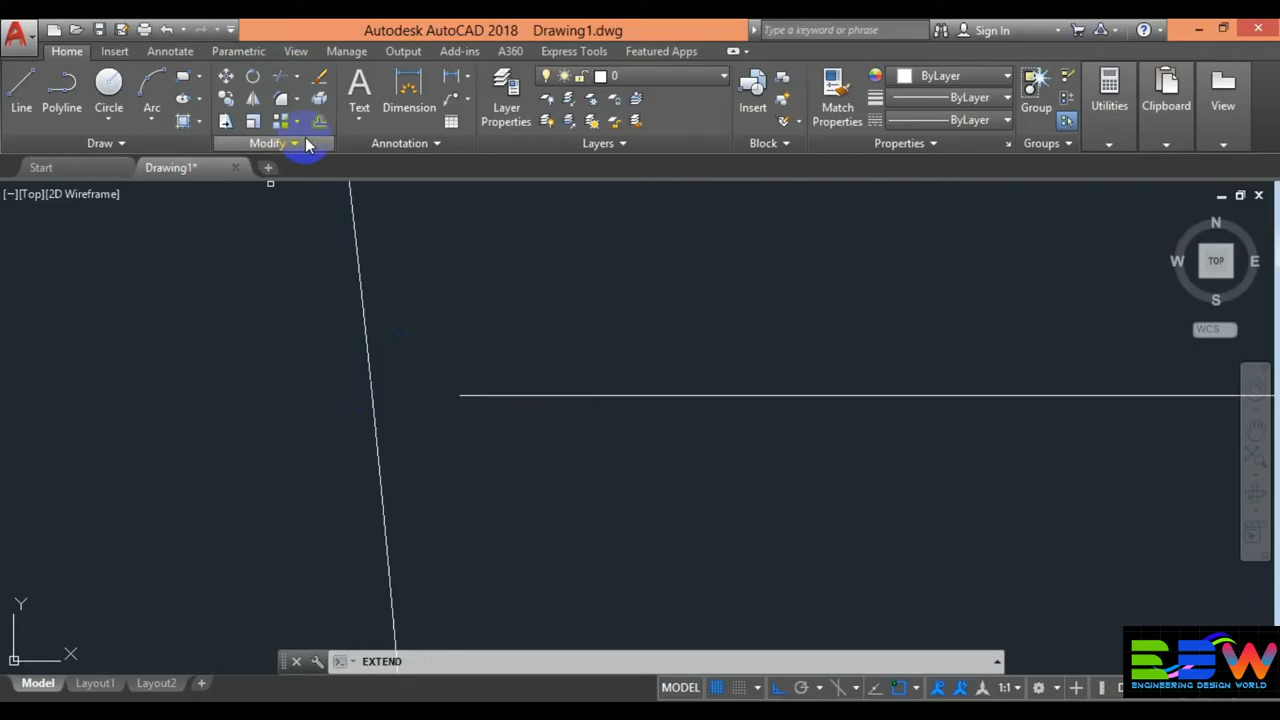 Autodesk AutoCAD 2018 Drawing1.dwg
Type a keyword or phrase
Sign In
Home Insert Annotate Parametric View Manage Output Add-ins A360 Express Tools Featured Apps
0
ByLayer
ByLayer
ByLayer
Line Polyline Circle Arc Text Dimension Layer Properties Insert Match Properties Group Utilities Clipboard View
Draw Modify Annotation Layers Block Properties Groups
Start Drawing1*
[−][Top][2D Wireframe]
N
W TOP E
S
WCS
Y
X
EXTEND
Model Layout1 Layout2
MODEL 1:1
EDW
ENGINEERING DESIGN WORLD